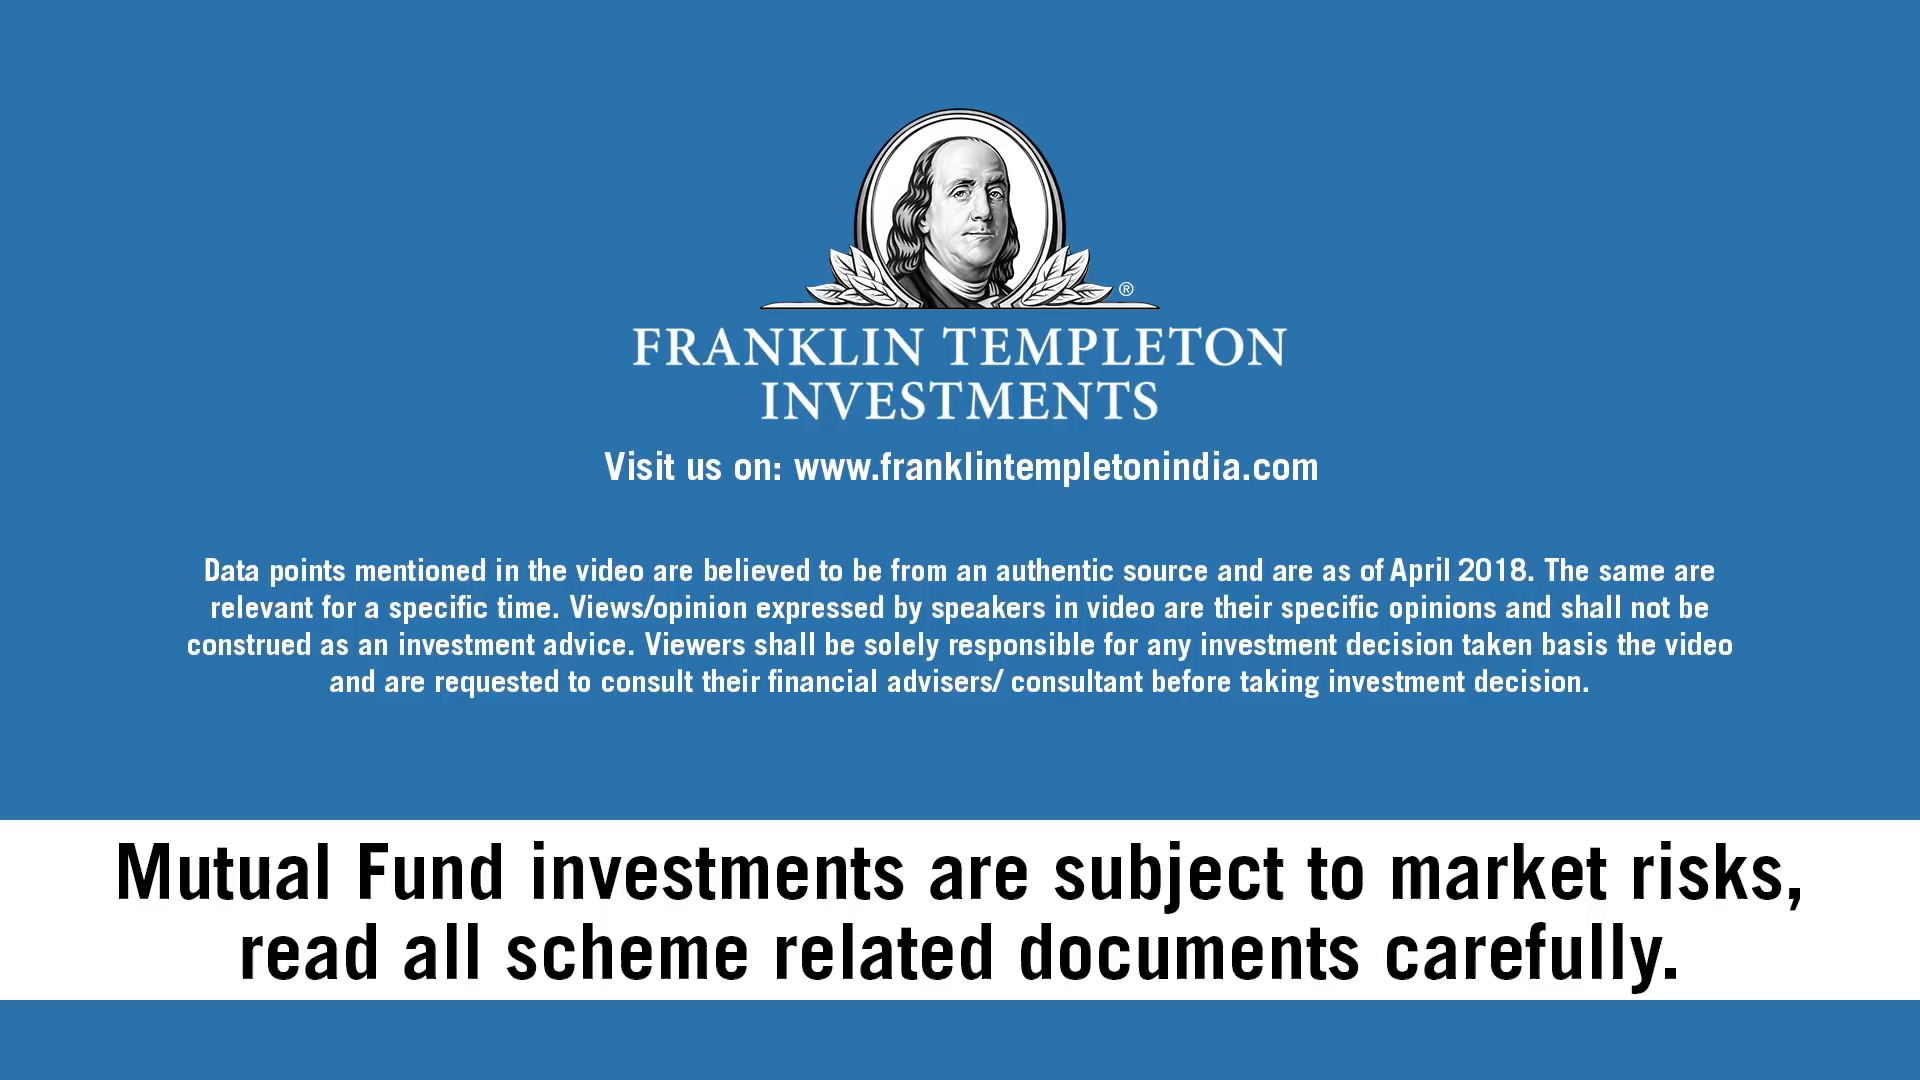 ®
FRANKLIN TEMPLETON
INVESTMENTS
Visit us on: www.franklintempletonindia.com
Data points mentioned in the video are believed to be from an authentic source and are as of April 2018. The same are
relevant for a specific time. Views/opinion expressed by speakers in video are their specific opinions and shall not be
construed as an investment advice. Viewers shall be solely responsible for any investment decision taken basis the video
and are requested to consult their financial advisers/ consultant before taking investment decision.
Mutual Fund investments are subject to market risks,
read all scheme related documents carefully.